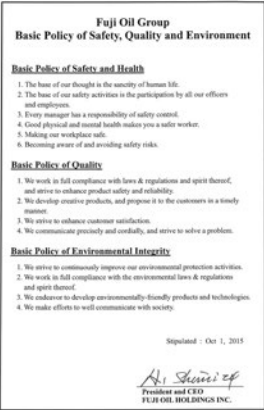 Fuji Oil Group
Basic Policy of Safety, Quality and Environment
Basic Policy of Safety and Health
1. The base of our thought is the sanctity of human life.
2. The base of our safety activities is the participation by all our officers
and employees.
3. Every manager has a responsibility of safety control.
4. Good physical and mental health makes you a safer worker.
5. Making our workplace safe.
6. Becoming aware of and avoiding safety risks.
Basic Policy of Quality
1. We work in full compliance with laws & regulations and spirit thereof,
and strive to enhance product safety and reliability.
2. We develop creative products, and propose it to the customers in a timely
manner.
3. We strive to enhance customer satisfaction.
4. We communicate precisely and cordially, and strive to solve a problem.
Basic Policy of Environmental Integrity
1. We strive to continuously improve our environmental protection activities.
2. We work in full compliance with the environmental laws & regulations
and spirit thereof.
3. We endeavor to develop environmentally-friendly products and technologies.
4. We make efforts to well communicate with society.
Stipulated : Oct 1, 2015
President and CEO
FUJI OIL HOLDINGS INC.